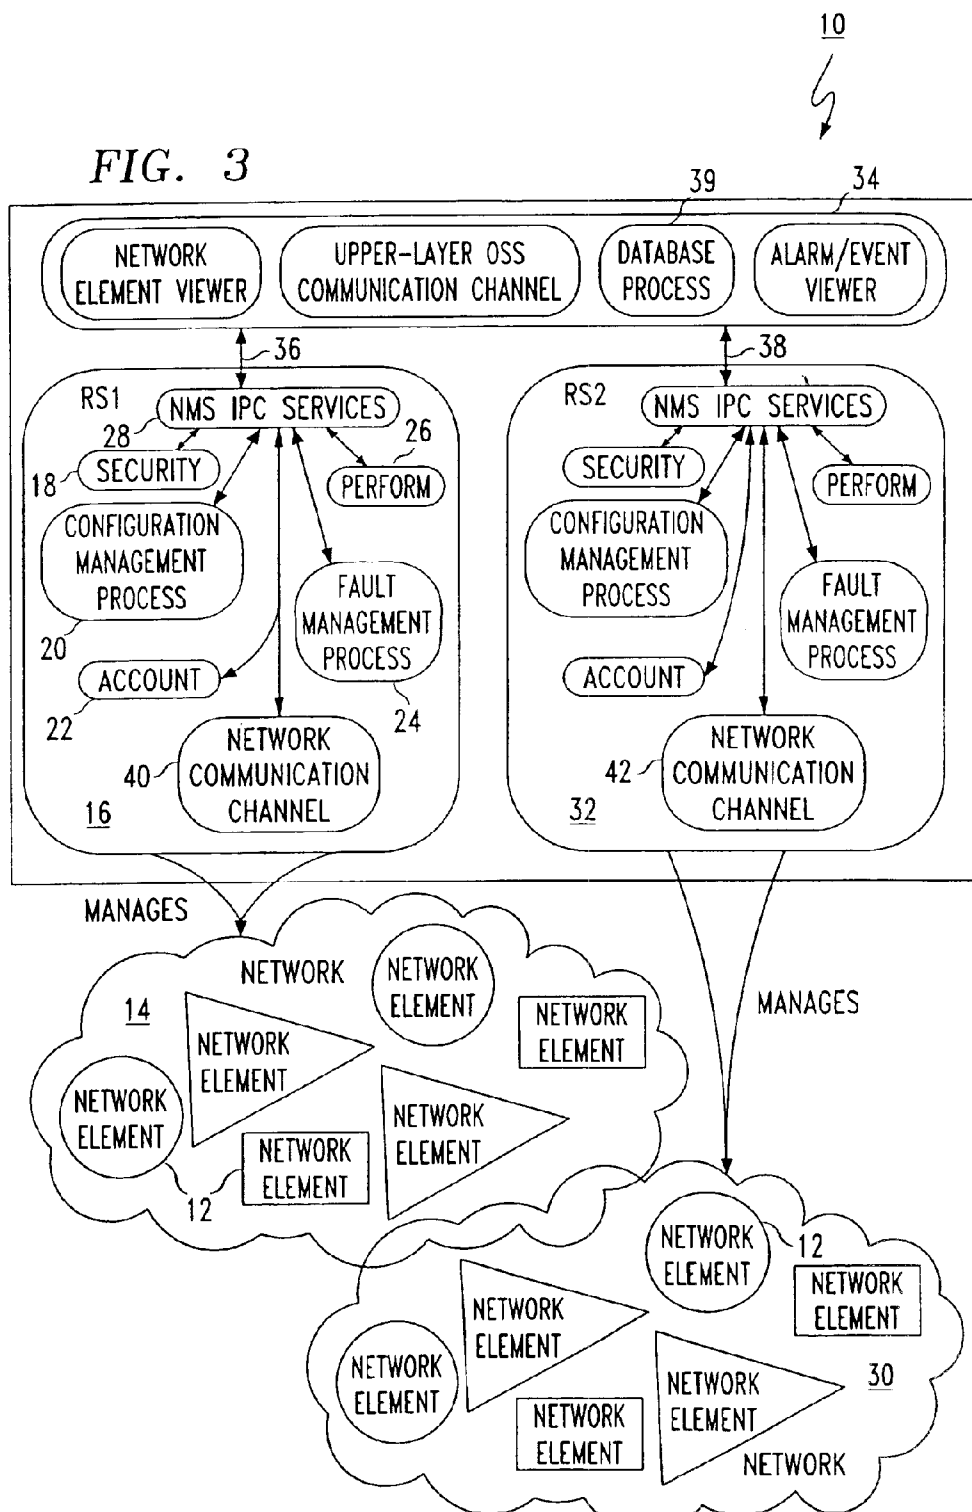 10
FIG. 3
39
34
NETWORK
ELEMENT VIEWER
UPPER-LAYER OSS
COMMUNICATION CHANNEL
DATABASE
PROCESS
ALARM/EVENT
VIEWER
36
38
RS1
NMS IPC SERVICES
28
26
SECURITY
18
PERFORM
CONFIGURATION
MANAGEMENT
PROCESS
20
FAULT
MANAGEMENT
PROCESS
ACCOUNT
22
24
NETWORK
COMMUNICATION
CHANNEL
40
16
RS2
NMS IPC SERVICES
SECURITY
PERFORM
CONFIGURATION
MANAGEMENT
PROCESS
FAULT
MANAGEMENT
PROCESS
ACCOUNT
NETWORK
COMMUNICATION
CHANNEL
42
32
MANAGES
NETWORK
14
NETWORK
ELEMENT
NETWORK
ELEMENT
NETWORK
ELEMENT
NETWORK
ELEMENT
NETWORK
ELEMENT
NETWORK
ELEMENT
12
MANAGES
NETWORK
ELEMENT
12
NETWORK
ELEMENT
NETWORK
ELEMENT
NETWORK
ELEMENT
NETWORK
ELEMENT
30
NETWORK
ELEMENT
NETWORK